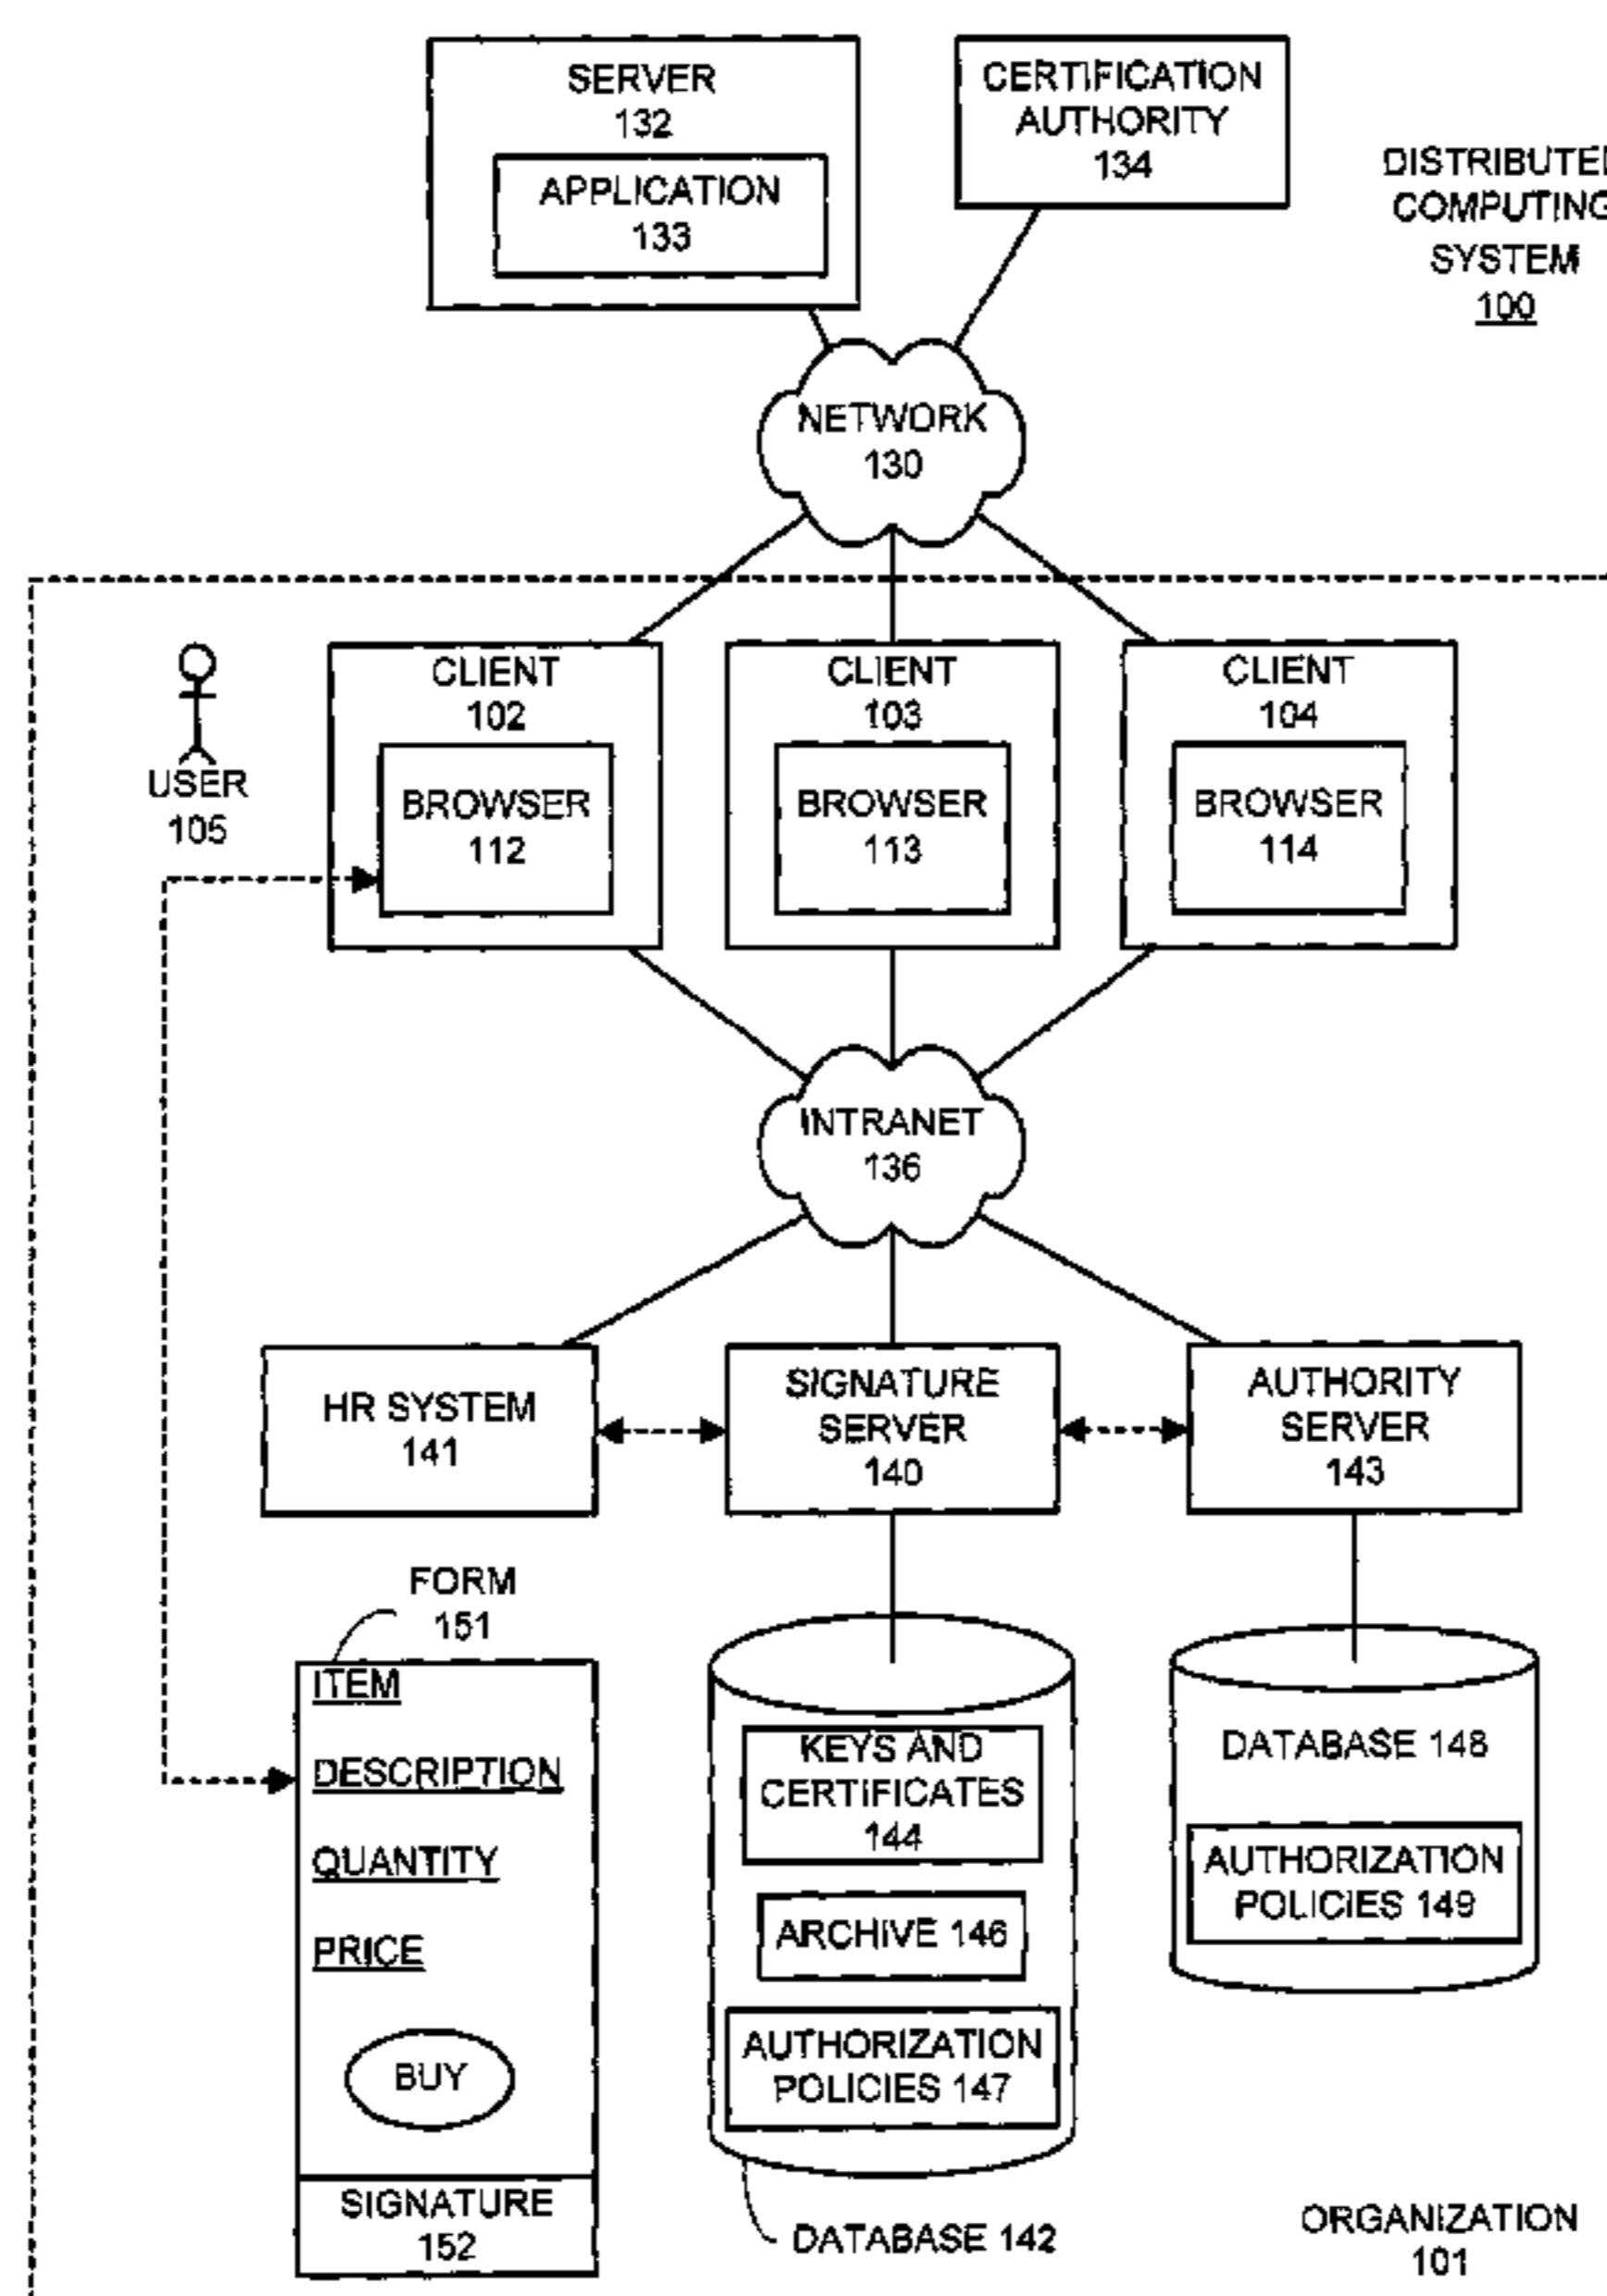 SERVER
132
APPLICATION
133
CERTIFICATION
AUTHORITY
134
DISTRIBUTED
COMPUTING
SYSTEM
100
NETWORK
130
USER
105
CLIENT
102
BROWSER
112
CLIENT
103
BROWSER
113
CLIENT
104
BROWSER
114
INTRANET
136
HR SYSTEM
141
SIGNATURE
SERVER
140
AUTHORITY
SERVER
143
FORM
151
ITEM
DESCRIPTION
QUANTITY
PRICE
BUY
SIGNATURE
152
KEYS AND
CERTIFICATES
144
ARCHIVE 146
AUTHORIZATION
POLICIES 147
DATABASE 142
DATABASE 148
AUTHORIZATION
POLICIES 149
ORGANIZATION
101